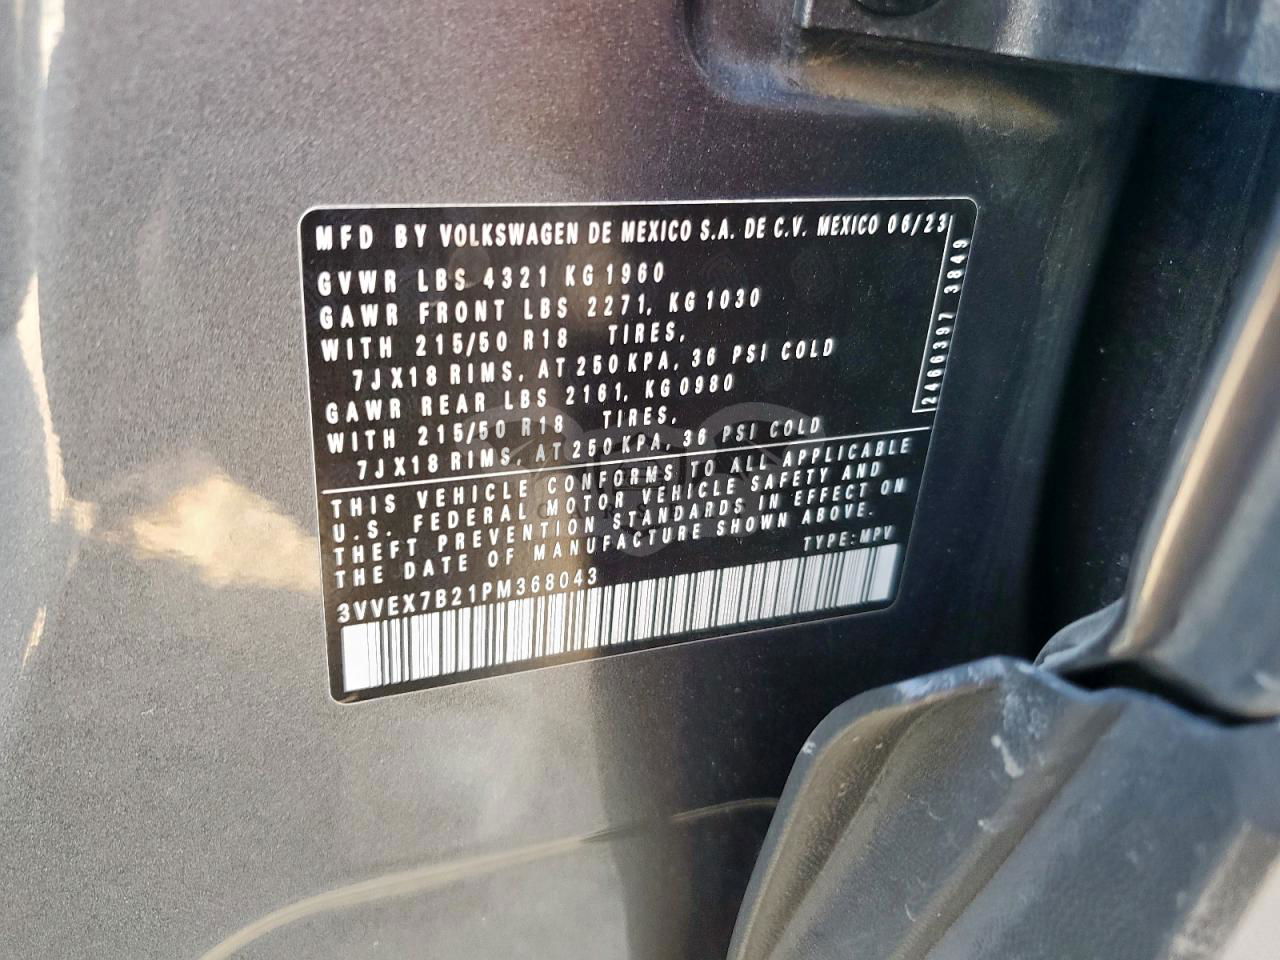 MFD BY VOLKSWAGEN DE MEXICO S.A. DE C.V. MEXICO 06/23
GVWR LBS 4321 KG 1960
GAWR FRONT LBS 2271, KG 1030
WITH 215/50 R18 TIRES,
7JX18 RIMS, AT 250 KPA, 36 PSI COLD
GAWR REAR LBS 2161, KG 0980
WITH 215/50 R18 TIRES,
7JX18 RIMS, AT 250 KPA, 36 PSI COLD
2466397 3849
THIS VEHICLE CONFORMS TO ALL APPLICABLE
U.S. FEDERAL MOTOR VEHICLE SAFETY AND
THEFT PREVENTION STANDARDS IN EFFECT ON
THE DATE OF MANUFACTURE SHOWN ABOVE.
3VVEX7B21PM368043 TYPE: MPV